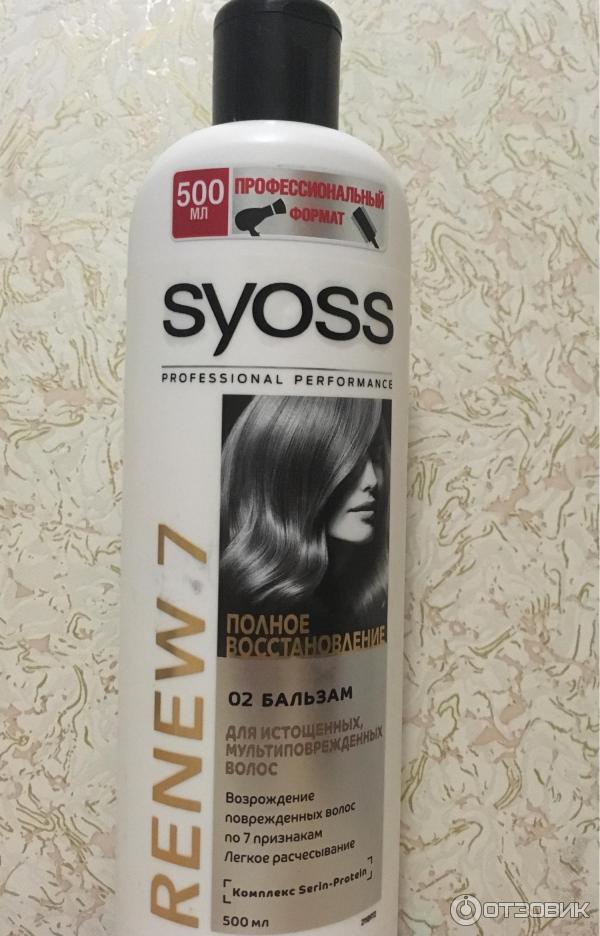 500
МЛ
ПРОФЕССИОНАЛЬНЫЙ
ФОРМАТ
syoss
PROFESSIONAL PERFORMANCE
RENEW 7
ПОЛНОЕ
ВОССТАНОВЛЕНИЕ
02 БАЛЬЗАМ
ДЛЯ ИСТОЩЕННЫХ,
МУЛЬТИПОВРЕЖДЕННЫХ
ВОЛОС
Возрождение
поврежденных волос
по 7 признакам
Легкое расчесывание
Комплекс Serin-Protein
500 мл
ОТЗОВИК